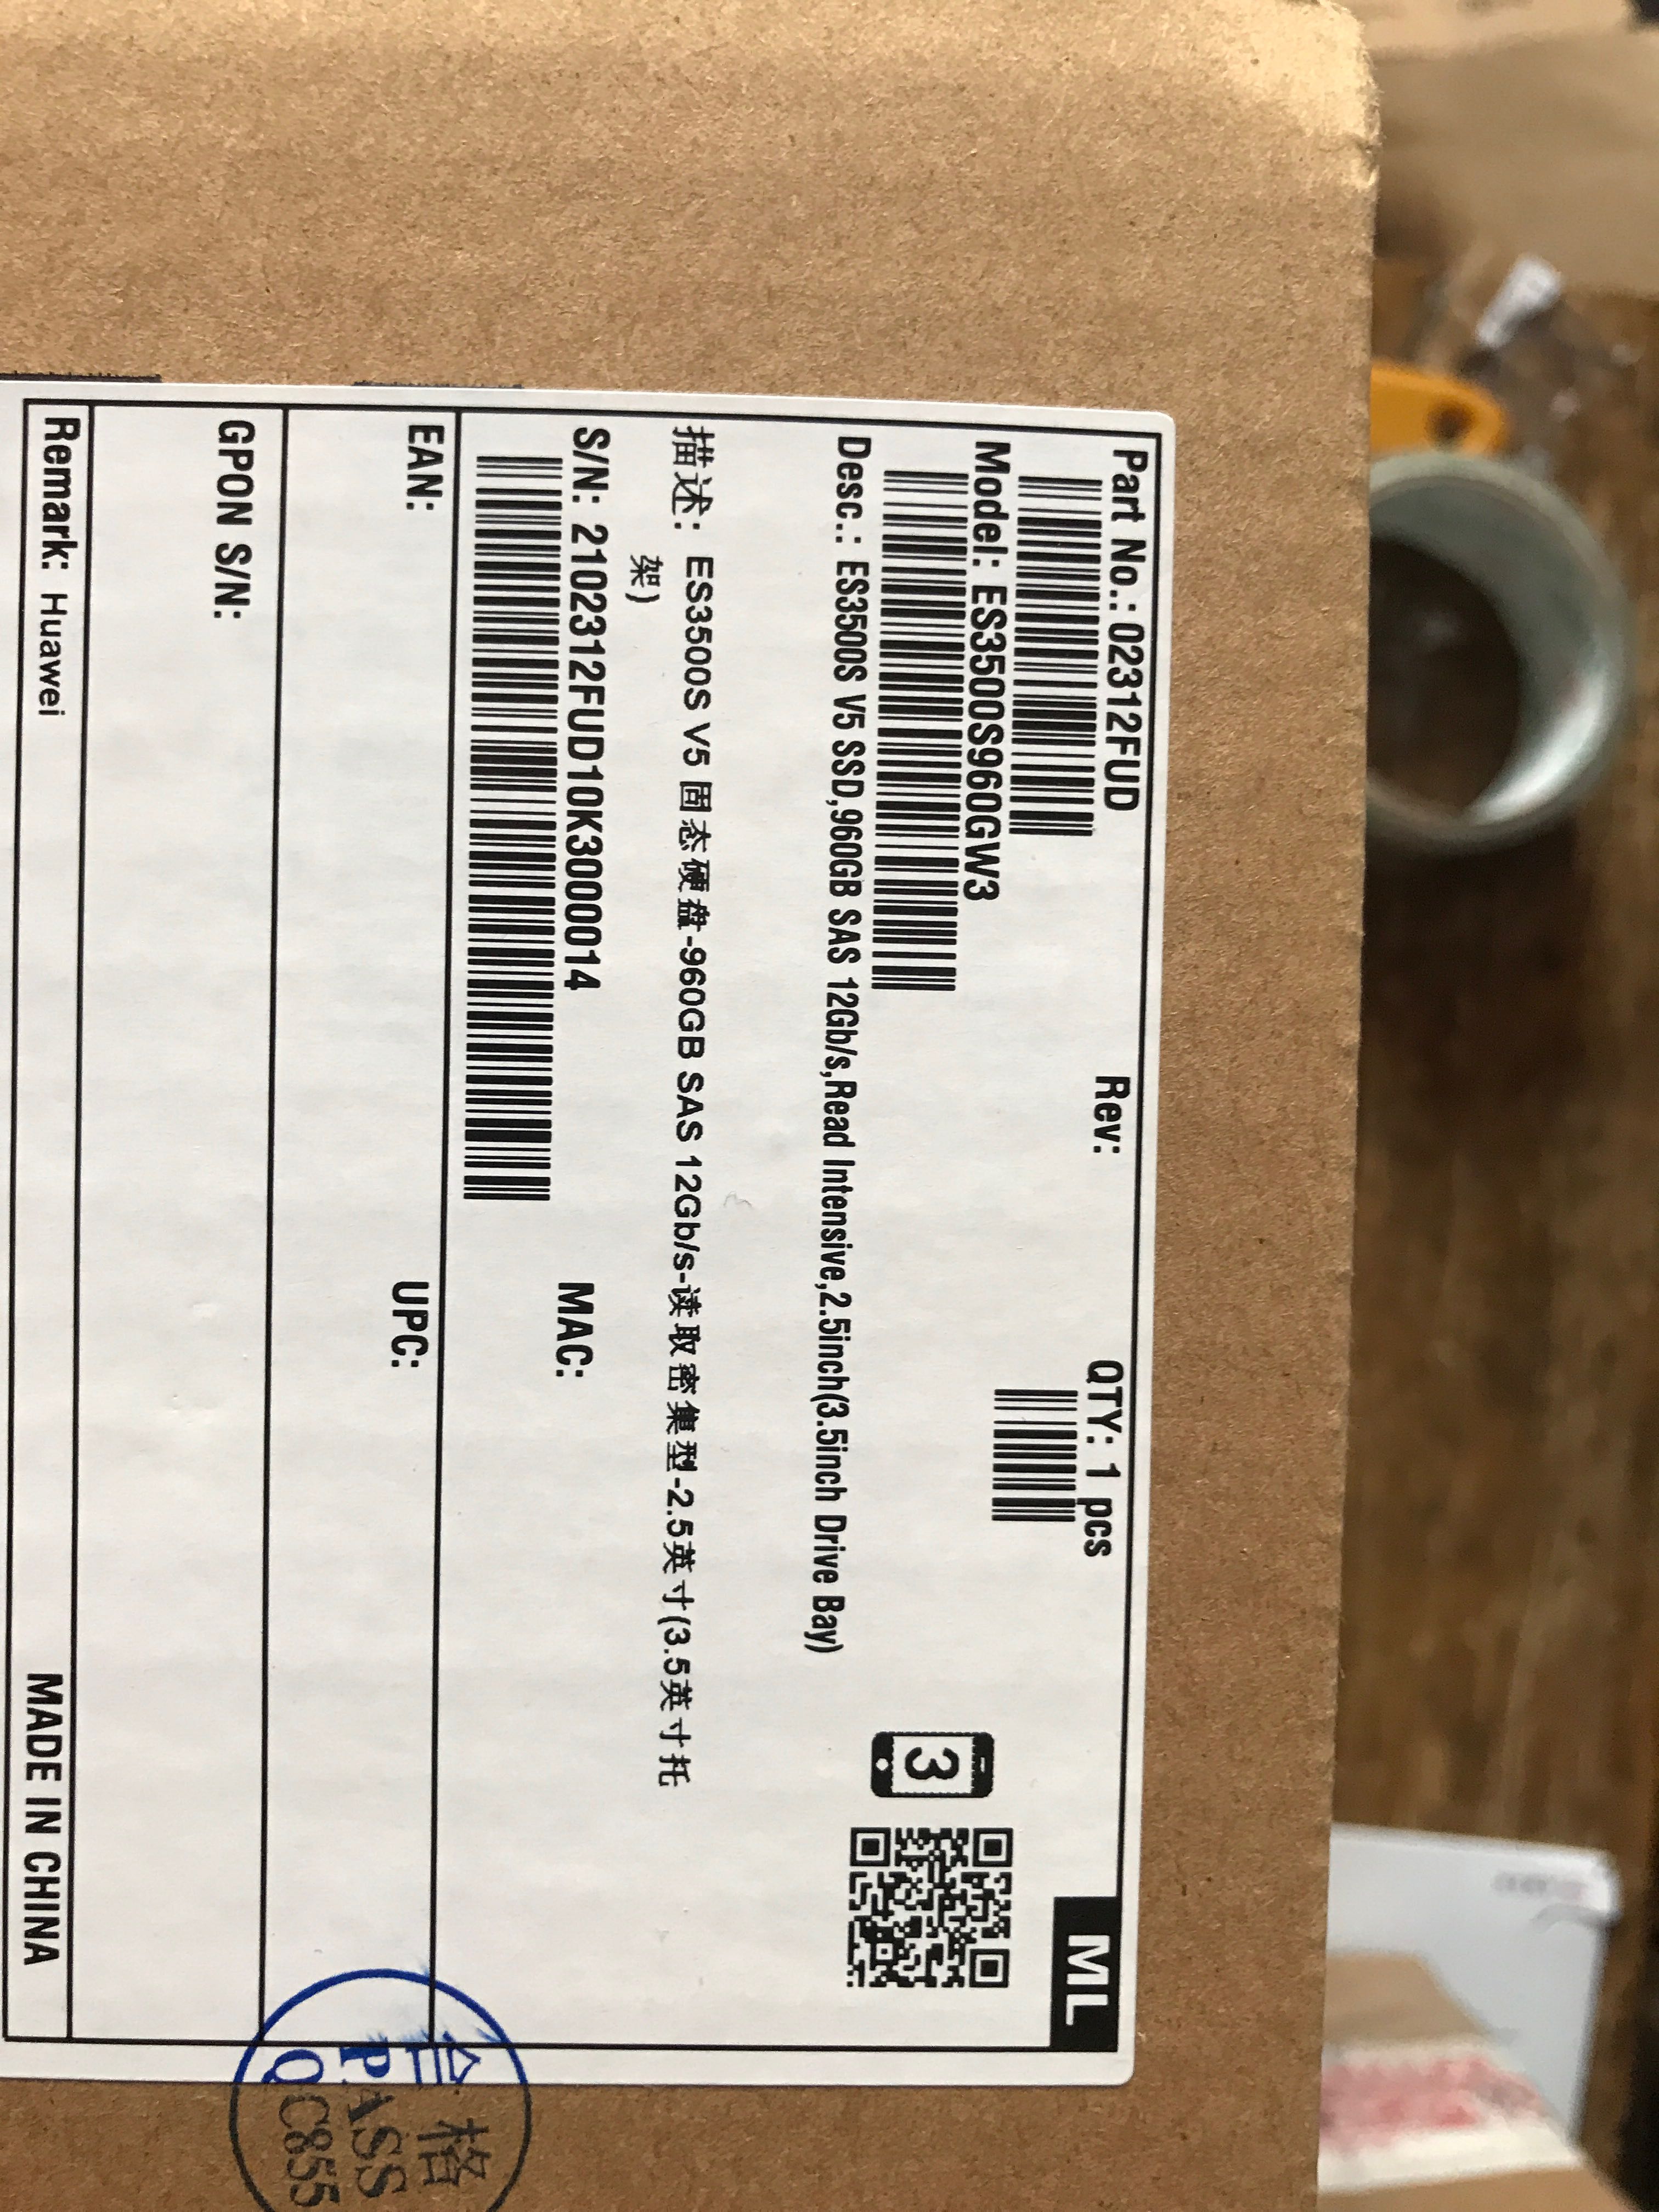 ML
Part No.: 02312FUD Rev: QTY: 1 pcs
Model: ES3500S960GW3
3
Desc.: ES3500S V5 SSD,960GB SAS 12Gb/s,Read Intensive,2.5inch(3.5inch Drive Bay)
描述: ES3500S V5 固态硬盘-960GB SAS 12Gb/s-读取密集型-2.5英寸(3.5英寸托
架)
S/N: 2102312FUD10K300014 MAC:
EAN: UPC:
GPON S/N:
Remark: Huawei MADE IN CHINA
合格
PASS
QC855